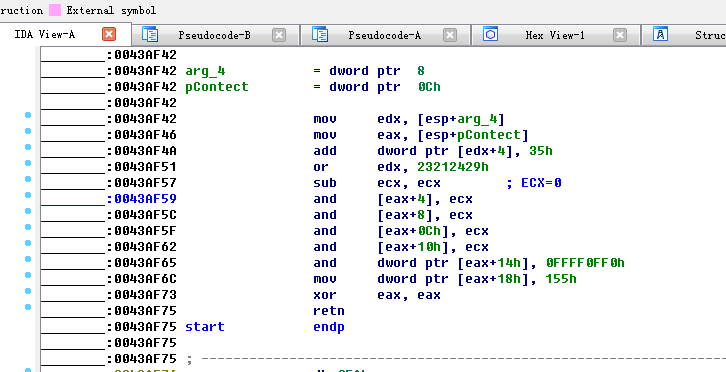 ruction External symbol
IDA View-A Pseudocode-B Pseudocode-A Hex View-1 Struc
:0043AF42
:0043AF42 arg_4 = dword ptr 8
:0043AF42 pContect = dword ptr 0Ch
:0043AF42
:0043AF42 mov edx, [esp+arg_4]
:0043AF46 mov eax, [esp+pContect]
:0043AF4A add dword ptr [edx+4], 35h
:0043AF51 or edx, 23212429h
:0043AF57 sub ecx, ecx ; ECX=0
:0043AF59 and [eax+4], ecx
:0043AF5C and [eax+8], ecx
:0043AF5F and [eax+0Ch], ecx
:0043AF62 and [eax+10h], ecx
:0043AF65 and dword ptr [eax+14h], 0FFFF0FF0h
:0043AF6C mov dword ptr [eax+18h], 155h
:0043AF73 xor eax, eax
:0043AF75 retn
:0043AF75 start endp
:0043AF75
:0043AF75 ; ---------------------------------------------------------------------------